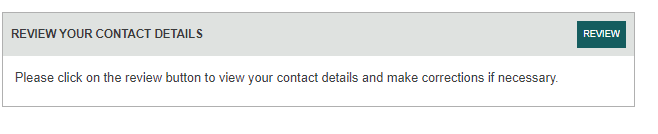 REVIEW YOUR CONTACT DETAILS REVIEW
Please click on the review button to view your contact details and make corrections if necessary.